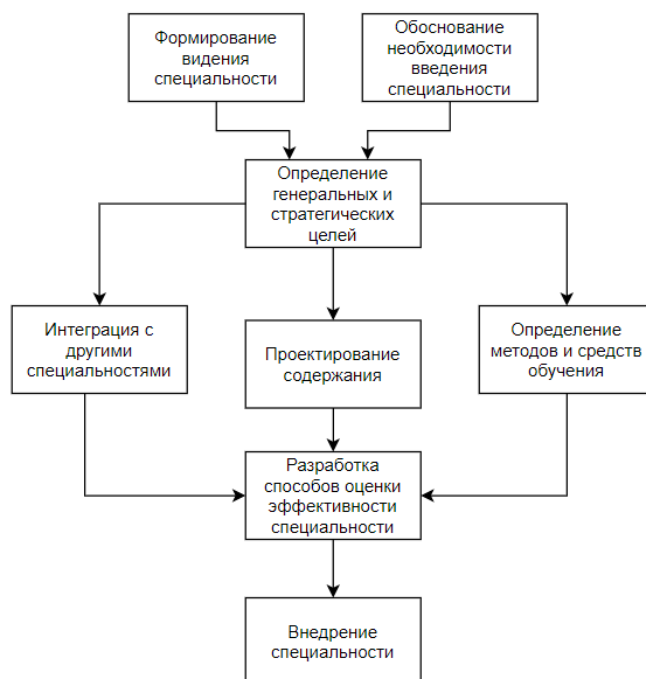 Формирование
видения
специальности
Обоснование
необходимости
введения
специальности
Определение
генеральных и
стратегических
целей
Интеграция с
другими
специальностями
Проектирование
содержания
Определение
методов и средств
обучения
Разработка
способов оценки
эффективности
специальности
Внедрение
специальности